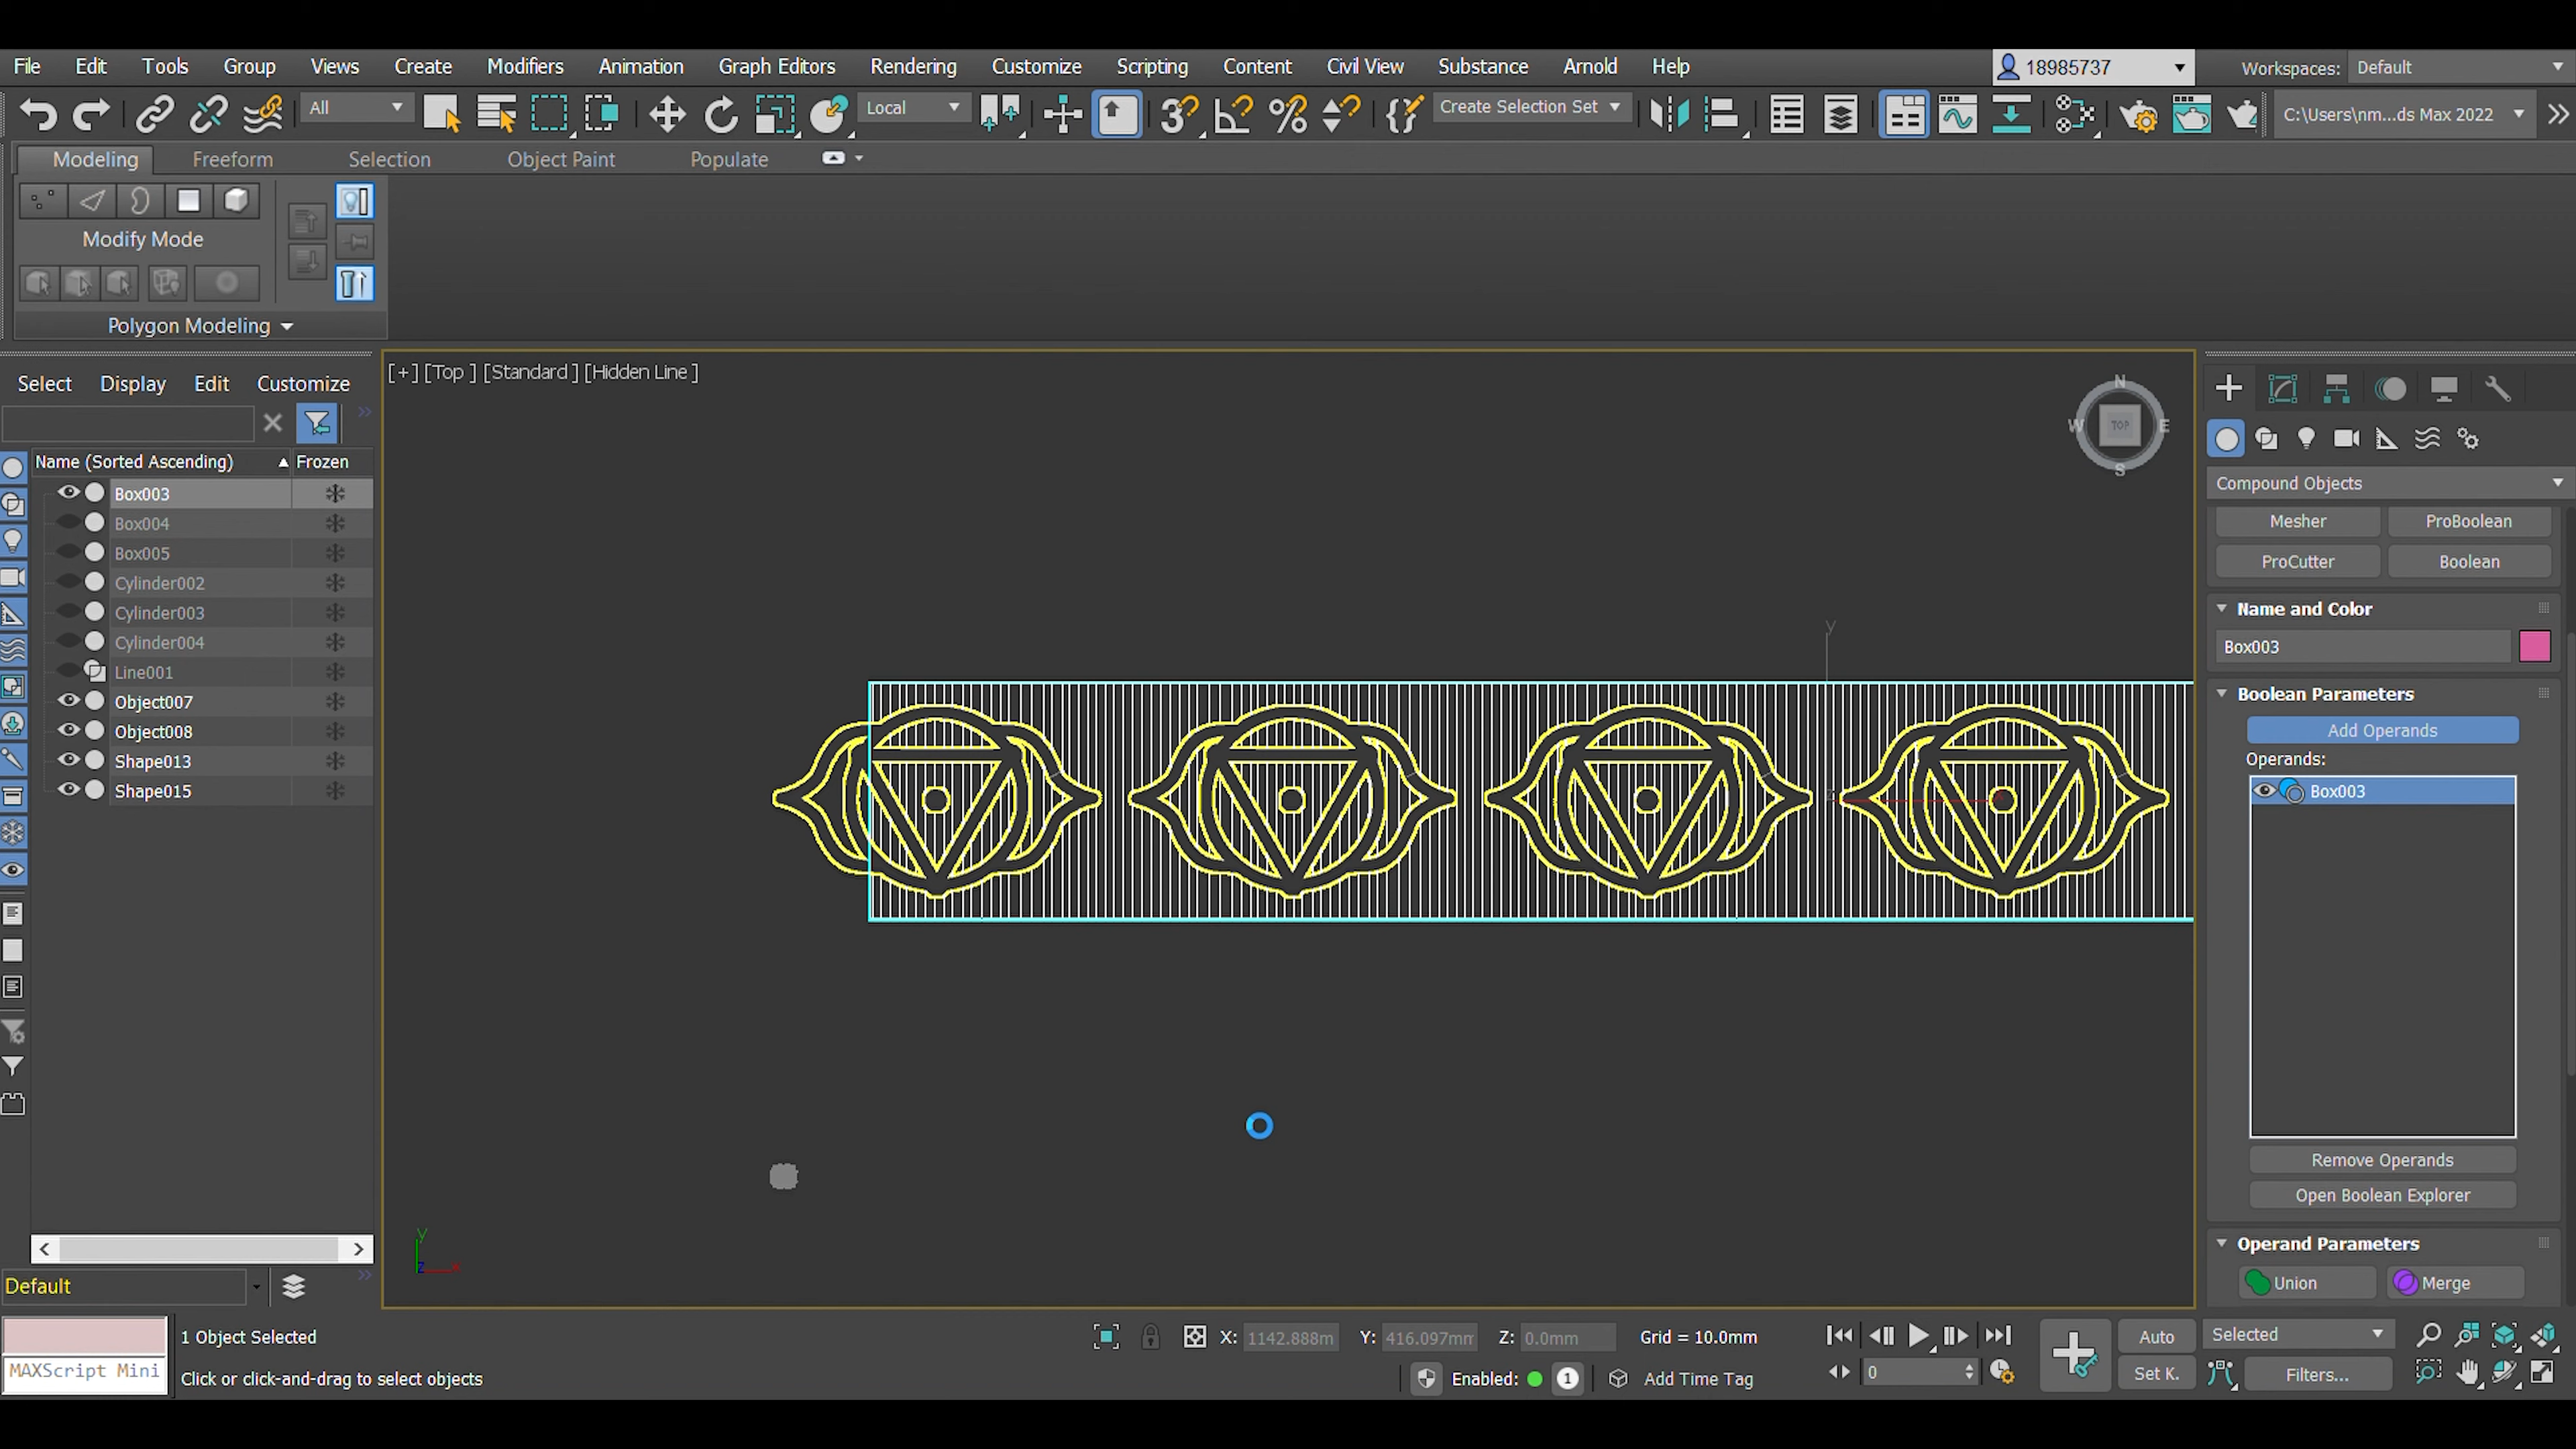 File Edit Tools Group Views Create Modifiers Animation Graph Editors Rendering Customize Scripting Content Civil View Substance Arnold Help 18985737 Workspaces: Default
All Local Create Selection Set C:\Users\nm...ds Max 2022
Modeling Freeform Selection Object Paint Populate
Modify Mode
Polygon Modeling
Select Display Edit Customize
Name (Sorted Ascending) Frozen
Box003
Box004
Box005
Cylinder002
Cylinder003
Cylinder004
Line001
Object007
Object008
Shape013
Shape015
Default
[+] [Top ] [Standard ] [Hidden Line ]
N
W TOP E
S
y
y
z x
Compound Objects
Mesher ProBoolean
ProCutter Boolean
Name and Color
Box003
Boolean Parameters
Add Operands
Operands:
Box003
Remove Operands
Open Boolean Explorer
Operand Parameters
Union Merge
MAXScript Mini
1 Object Selected
Click or click-and-drag to select objects
X: 1142.888m Y: 416.097mm Z: 0.0mm Grid = 10.0mm
Enabled: 1 Add Time Tag
0
Auto Selected
Set K. Filters...